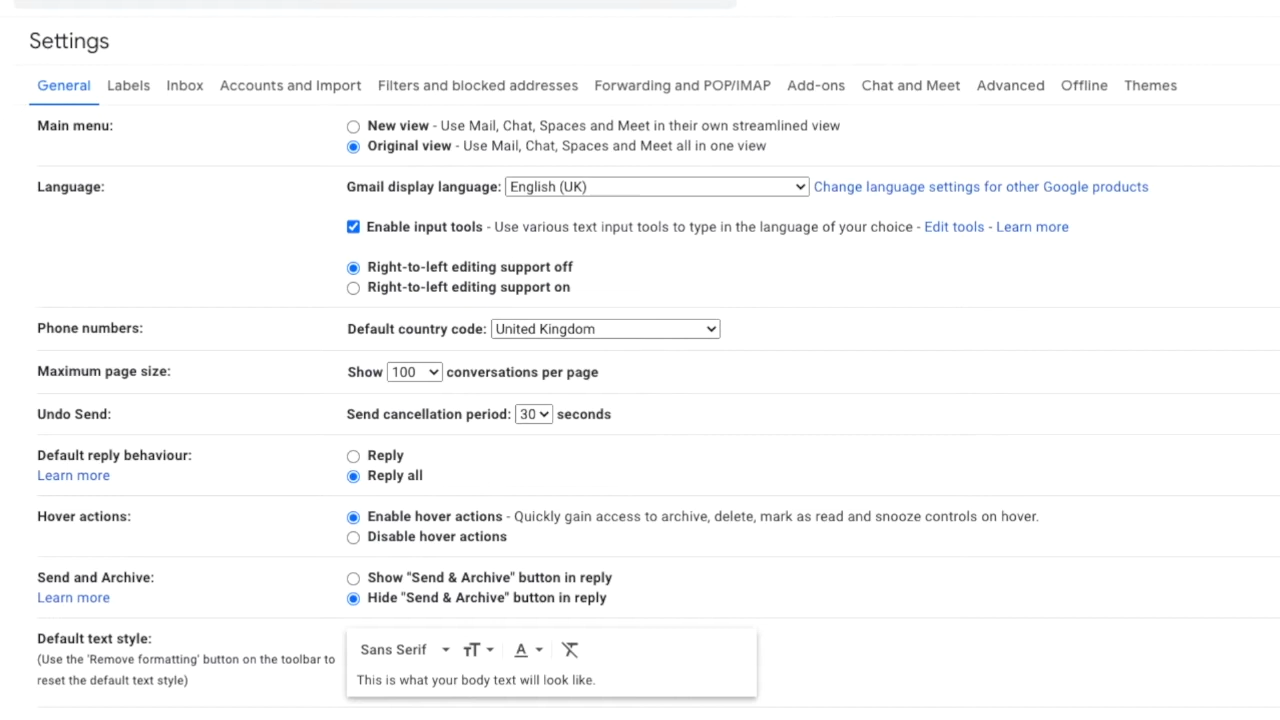 Settings
General Labels Inbox Accounts and Import Filters and blocked addresses Forwarding and POP/IMAP Add-ons Chat and Meet Advanced Offline Themes
Main menu: New view - Use Mail, Chat, Spaces and Meet in their own streamlined view
Original view - Use Mail, Chat, Spaces and Meet all in one view
Language: Gmail display language: English (UK) Change language settings for other Google products
Enable input tools - Use various text input tools to type in the language of your choice - Edit tools - Learn more
Right-to-left editing support off
Right-to-left editing support on
Phone numbers: Default country code: United Kingdom
Maximum page size: Show 100 conversations per page
Undo Send: Send cancellation period: 30 seconds
Default reply behaviour: Reply
Learn more Reply all
Hover actions: Enable hover actions - Quickly gain access to archive, delete, mark as read and snooze controls on hover.
Disable hover actions
Send and Archive: Show "Send & Archive" button in reply
Learn more Hide "Send & Archive" button in reply
Default text style:
(Use the 'Remove formatting' button on the toolbar to
reset the default text style)
Sans Serif
This is what your body text will look like.